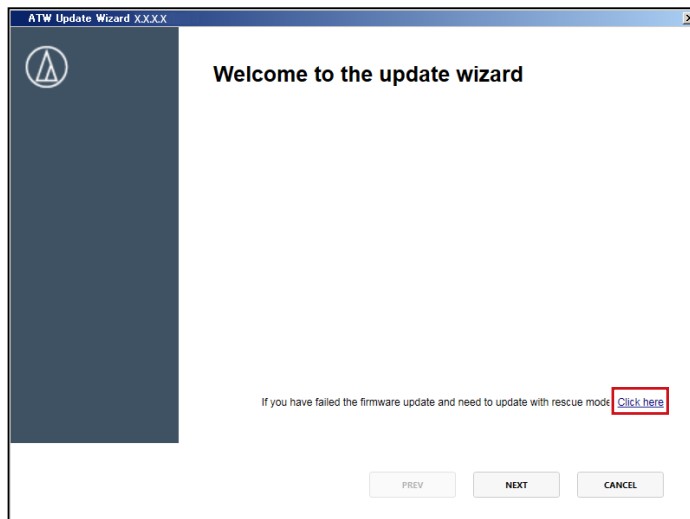 ATW Update Wizard X.X.X.X
Welcome to the update wizard
If you have failed the firmware update and need to update with rescue mode Click here
PREV NEXT CANCEL